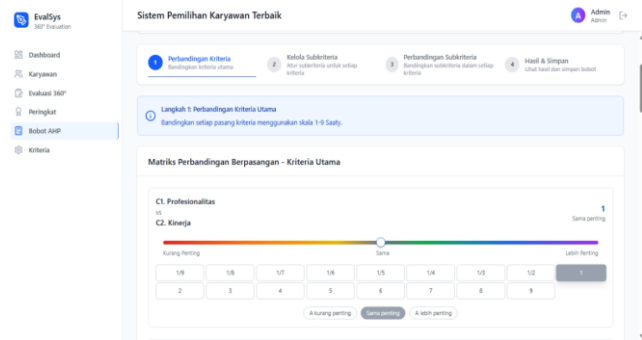 EvalSys
360° Evaluation
Sistem Pemilihan Karyawan Terbaik
A
Admin
Admin
Dashboard
Karyawan
Evaluasi 360°
Peringkat
Bobot AHP
Kriteria
1
Perbandingan Kriteria
Bandingkan kriteria utama
2
Kelola Subkriteria
Atur subkriteria untuk setiap
kriteria
3
Perbandingan Subkriteria
Bandingkan subkriteria dalam setiap
kriteria
4
Hasil & Simpan
Lihat hasil dan simpan bobot
Langkah 1: Perbandingan Kriteria Utama
Bandingkan setiap pasang kriteria menggunakan skala 1-9 Saaty.
Matriks Perbandingan Berpasangan - Kriteria Utama
C1. Profesionalitas
vs
C2. Kinerja
1
Sama penting
Kurang Penting
Sama
Lebih Penting
1/9 1/8 1/7 1/6 1/5 1/4 1/3 1/2 1
2 3 4 5 6 7 8 9
A kurang penting
Sama penting
A lebih penting